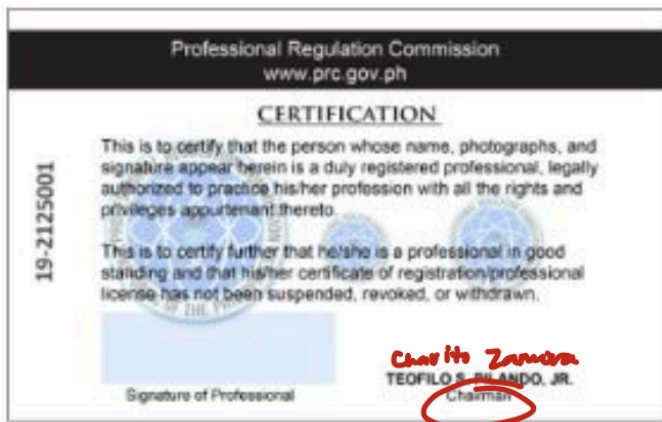 Professional Regulation Commission
www.prc.gov.ph
CERTIFICATION
This is to certify that the person whose name, photographs, and
signature appear herein is a duly registered professional, legally
authorized to practice his/her profession with all the rights and
privileges appurtenant thereto.
This is to certify further that he/she is a professional in good
standing and that his/her certificate of registration/professional
license has not been suspended, revoked, or withdrawn.
19-2125001
Charito Zamora
TEOFILO S. PILANDO, JR.
Chairman
Signature of Professional